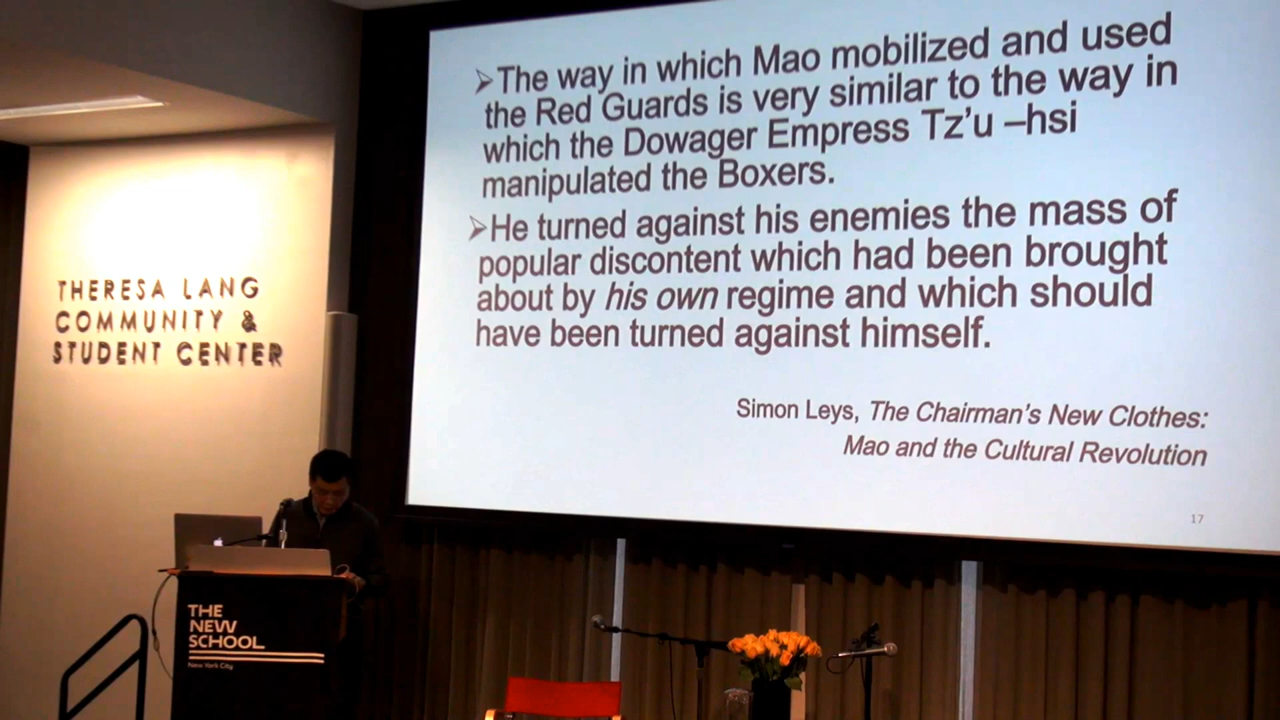 THERESA LANG
COMMUNITY &
STUDENT CENTER
➢The way in which Mao mobilized and used
the Red Guards is very similar to the way in
which the Dowager Empress Tz’u –hsi
manipulated the Boxers.
➢He turned against his enemies the mass of
popular discontent which had been brought
about by his own regime and which should
have been turned against himself.
Simon Leys, The Chairman’s New Clothes:
Mao and the Cultural Revolution
17
THE
NEW
SCHOOL
New York City